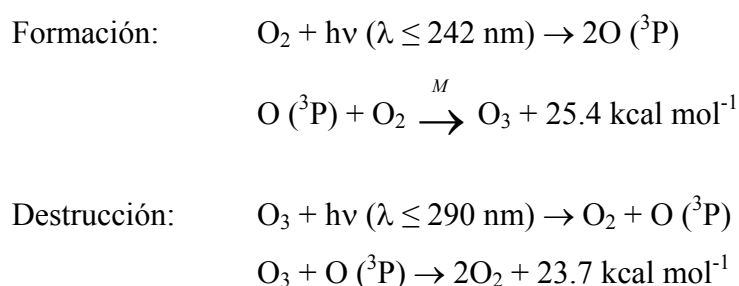 Formación: O₂ + hν (λ ≤ 242 nm) → 2O (³P)
O (³P) + O₂ →ᴹ O₃ + 25.4 kcal mol⁻¹
Destrucción: O₃ + hν (λ ≤ 290 nm) → O₂ + O (³P)
O₃ + O (³P) → 2O₂ + 23.7 kcal mol⁻¹